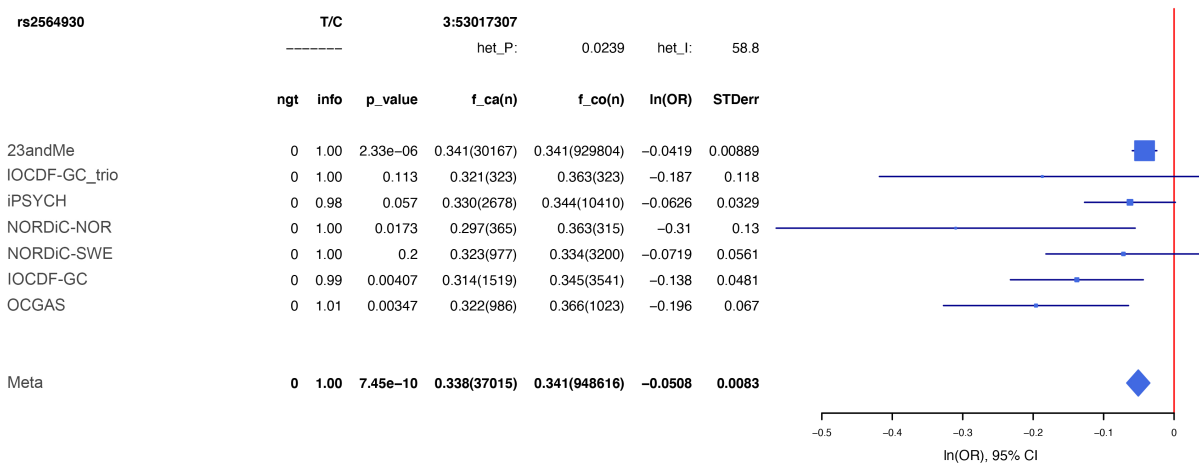 rs2564930 T/C 3:53017307
––––––– het_P: 0.0239 het_I: 58.8
ngt info p_value f_ca(n) f_co(n) ln(OR) STDerr
23andMe 0 1.00 2.33e−06 0.341(30167) 0.341(929804) −0.0419 0.00889
IOCDF-GC_trio 0 1.00 0.113 0.321(323) 0.363(323) −0.187 0.118
iPSYCH 0 0.98 0.057 0.330(2678) 0.344(10410) −0.0626 0.0329
NORDiC-NOR 0 1.00 0.0173 0.297(365) 0.363(315) −0.31 0.13
NORDiC-SWE 0 1.00 0.2 0.323(977) 0.334(3200) −0.0719 0.0561
IOCDF-GC 0 0.99 0.00407 0.314(1519) 0.345(3541) −0.138 0.0481
OCGAS 0 1.01 0.00347 0.322(986) 0.366(1023) −0.196 0.067
Meta 0 1.00 7.45e−10 0.338(37015) 0.341(948616) −0.0508 0.0083
−0.5 −0.4 −0.3 −0.2 −0.1 0
ln(OR), 95% CI